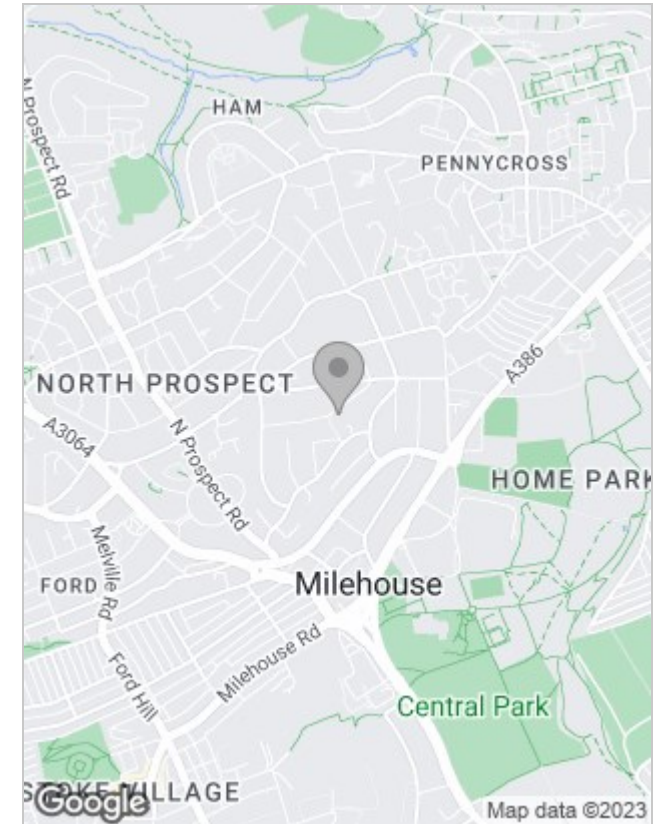 HAM
N Prospect Rd
PENNYCROSS
A386
NORTH PROSPECT
A3064
N Prospect Rd
HOME PARK
Melville Rd
FORD
Milehouse
Milehouse Rd
Ford Hill
Central Park
STOKE VILLAGE
Google
Map data ©2023